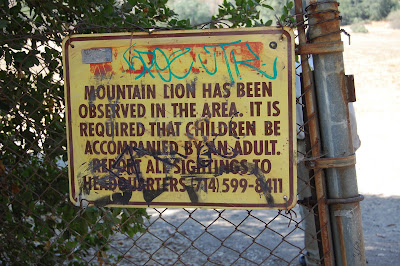 MOUNTAIN LION HAS BEEN
OBSERVED IN THE AREA. IT IS
REQUIRED THAT CHILDREN BE
ACCOMPANIED BY AN ADULT.
REPORT ALL SIGHTINGS TO
HEADQUARTERS (714) 599-8411